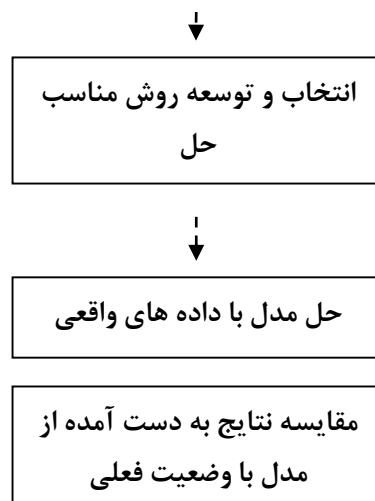 انتخاب و توسعه روش مناسب
حل
حل مدل با داده های واقعی
مقایسه نتایج به دست آمده از
مدل با وضعیت فعلی